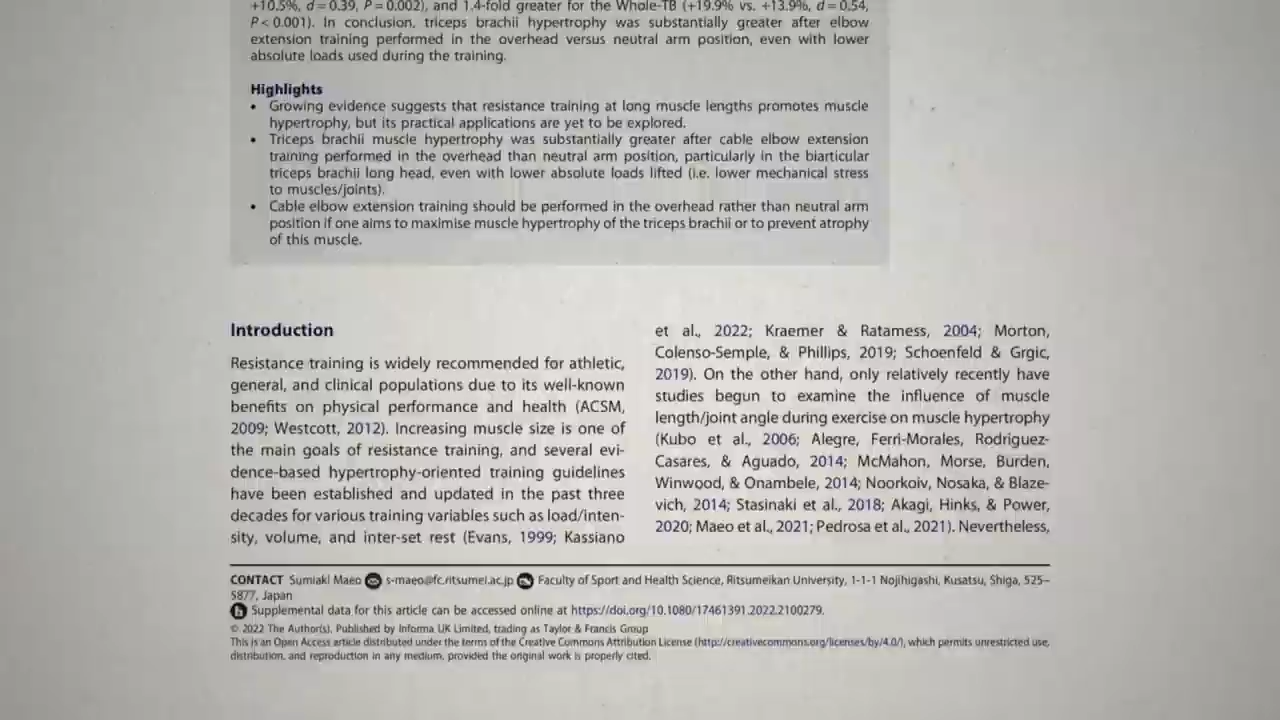 +10.5%, d = 0.39, P = 0.002), and 1.4-fold greater for the Whole-TB (+19.9% vs. +13.9%, d = 0.54,
P < 0.001). In conclusion, triceps brachii hypertrophy was substantially greater after elbow
extension training performed in the overhead versus neutral arm position, even with lower
absolute loads used during the training.
Highlights
• Growing evidence suggests that resistance training at long muscle lengths promotes muscle
hypertrophy, but its practical applications are yet to be explored.
• Triceps brachii muscle hypertrophy was substantially greater after cable elbow extension
training performed in the overhead than neutral arm position, particularly in the biarticular
triceps brachii long head, even with lower absolute loads lifted (i.e. lower mechanical stress
to muscles/joints).
• Cable elbow extension training should be performed in the overhead rather than neutral arm
position if one aims to maximise muscle hypertrophy of the triceps brachii or to prevent atrophy
of this muscle.
Introduction
Resistance training is widely recommended for athletic,
general, and clinical populations due to its well-known
benefits on physical performance and health (ACSM,
2009; Westcott, 2012). Increasing muscle size is one of
the main goals of resistance training, and several evi-
dence-based hypertrophy-oriented training guidelines
have been established and updated in the past three
decades for various training variables such as load/inten-
sity, volume, and inter-set rest (Evans, 1999; Kassiano
et al., 2022; Kraemer & Ratamess, 2004; Morton,
Colenso-Semple, & Phillips, 2019; Schoenfeld & Grgic,
2019). On the other hand, only relatively recently have
studies begun to examine the influence of muscle
length/joint angle during exercise on muscle hypertrophy
(Kubo et al., 2006; Alegre, Ferri-Morales, Rodriguez-
Casares, & Aguado, 2014; McMahon, Morse, Burden,
Winwood, & Onambele, 2014; Noorkoiv, Nosaka, & Blaze-
vich, 2014; Stasinaki et al., 2018; Akagi, Hinks, & Power,
2020; Maeo et al., 2021; Pedrosa et al., 2021). Nevertheless,
CONTACT Sumiaki Maeo s-maeo@fc.ritsumei.ac.jp Faculty of Sport and Health Science, Ritsumeikan University, 1-1-1 Nojihigashi, Kusatsu, Shiga, 525–
5877, Japan
Supplemental data for this article can be accessed online at https://doi.org/10.1080/17461391.2022.2100279.
© 2022 The Author(s). Published by Informa UK Limited, trading as Taylor & Francis Group
This is an Open Access article distributed under the terms of the Creative Commons Attribution License (http://creativecommons.org/licenses/by/4.0/), which permits unrestricted use,
distribution, and reproduction in any medium, provided the original work is properly cited.